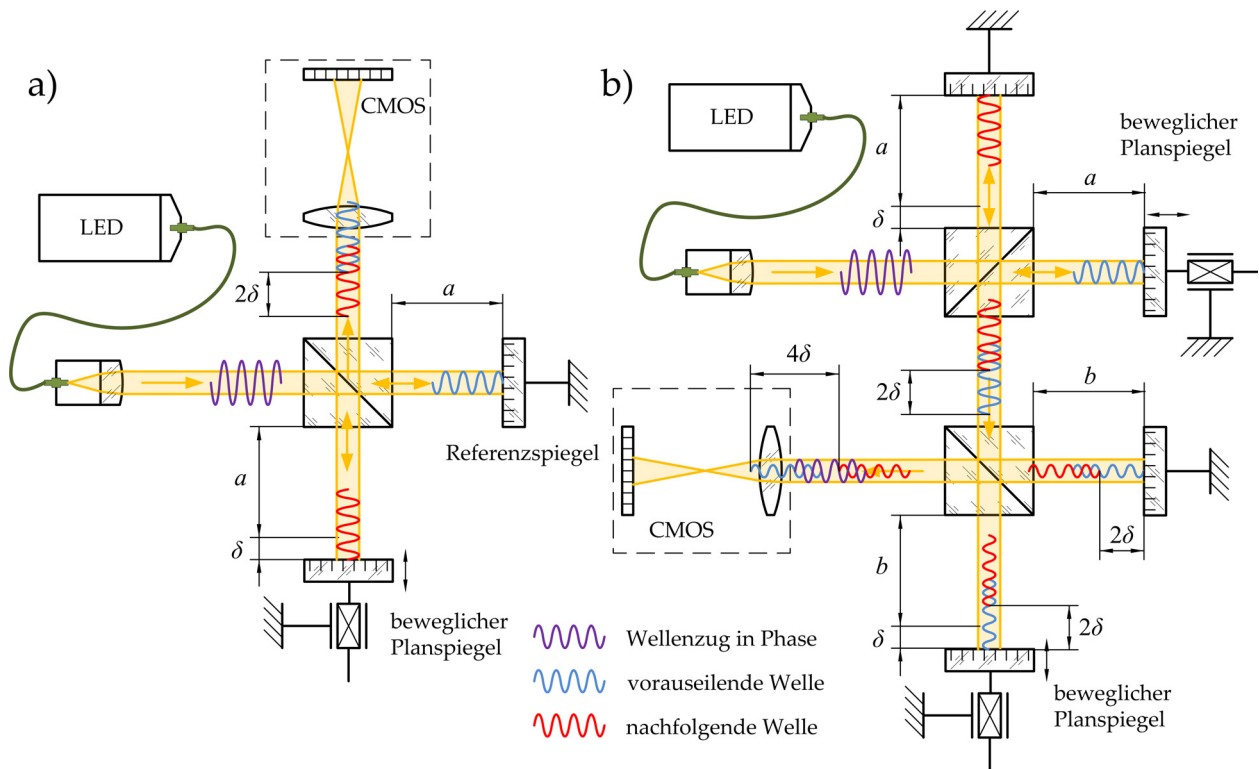 a)
CMOS
LED
2δ
a
Referenzspiegel
a
δ
beweglicher
Planspiegel
b)
LED
beweglicher
Planspiegel
a
a
δ
4δ
2δ
b
CMOS
2δ
b
δ
2δ
beweglicher
Planspiegel
Wellenzug in Phase
vorauseilende Welle
nachfolgende Welle